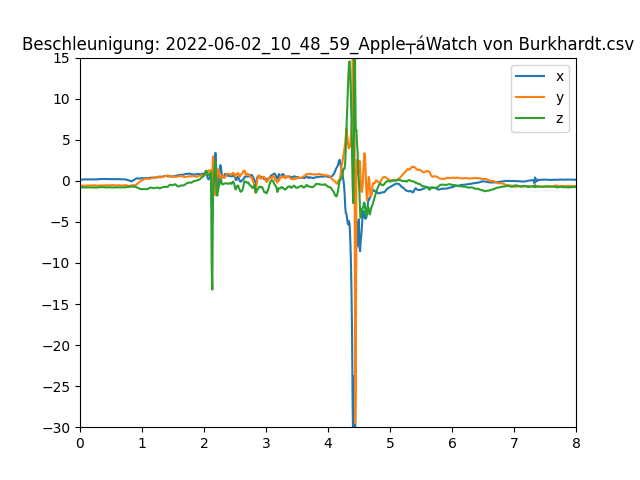 Beschleunigung: 2022-06-02_10_48_59_Apple┬áWatch von Burkhardt.csv
15
10
5
0
−5
−10
−15
−20
−25
−30
0 1 2 3 4 5 6 7 8
x
y
z